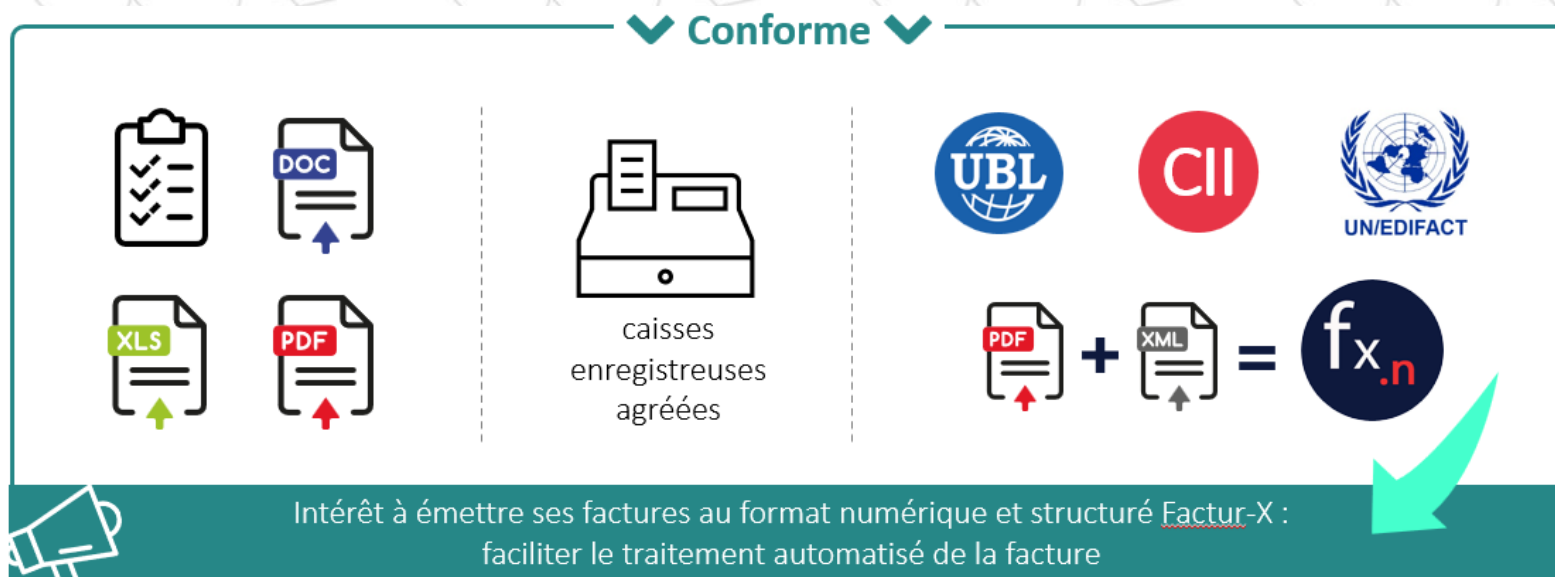 Conforme
DOC
XLS
PDF
caisses
enregistreuses
agréées
UBL
CII
UN/EDIFACT
PDF + XML = fx.n
Intérêt à émettre ses factures au format numérique et structuré Factur-X :
faciliter le traitement automatisé de la facture